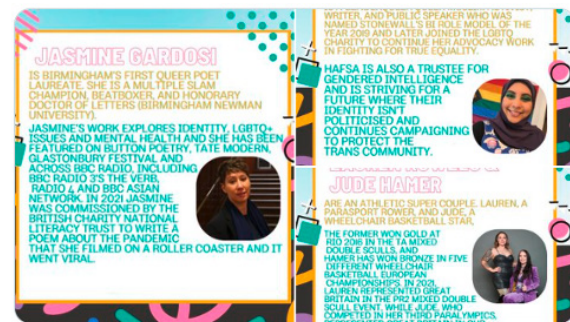 JASMINE GARDOSI
IS BIRMINGHAM'S FIRST QUEER POET
LAUREATE. SHE IS A MULTIPLE SLAM
CHAMPION, BEATBOXER, AND HONORARY
DOCTOR OF LETTERS (BIRMINGHAM NEWMAN
UNIVERSITY).
JASMINE'S WORK EXPLORES IDENTITY, LGBTQ+
ISSUES AND MENTAL HEALTH AND SHE HAS BEEN
FEATURED ON BUTTON POETRY, TATE MODERN,
GLASTONBURY FESTIVAL AND
ACROSS BBC RADIO, INCLUDING
BBC RADIO 3'S THE VERB,
RADIO 4, AND BBC ASIAN
NETWORK. IN 2021 JASMINE
WAS COMMISSIONED BY THE
BRITISH CHARITY NATIONAL
LITERACY TRUST TO WRITE A
POEM ABOUT THE PANDEMIC
THAT SHE FILMED ON A ROLLER COASTER AND IT
WENT VIRAL.
WRITER, AND PUBLIC SPEAKER WHO WAS
NAMED STONEWALL'S BI ROLE MODEL OF THE
YEAR 2019 AND LATER JOINED THE LGBTQ
CHARITY TO CONTINUE HER ADVOCACY WORK
IN FIGHTING FOR TRUE EQUALITY.
HAFSA IS ALSO A TRUSTEE FOR
GENDERED INTELLIGENCE
AND IS STRIVING FOR A
FUTURE WHERE THEIR
IDENTITY ISN'T
POLITICISED AND
CONTINUES CAMPAIGNING
TO PROTECT THE
TRANS COMMUNITY.
JUDE HAMER
ARE AN ATHLETIC SUPER COUPLE. LAUREN, A
PARASPORT ROWER, AND JUDE, A
WHEELCHAIR BASKETBALL STAR,
THE FORMER WON GOLD AT
RIO 2016 IN THE TA MIXED
DOUBLE SCULLS, AND
HAMER HAS WON BRONZE IN FIVE
DIFFERENT WHEELCHAIR
BASKETBALL EUROPEAN
CHAMPIONSHIPS. IN 2021,
LAUREN REPRESENTED GREAT
BRITAIN IN THE PR2 MIXED DOUBLE
SCULL EVENT, WHILE JUDE, WHO
COMPETED IN HER THIRD PARALYMPICS,